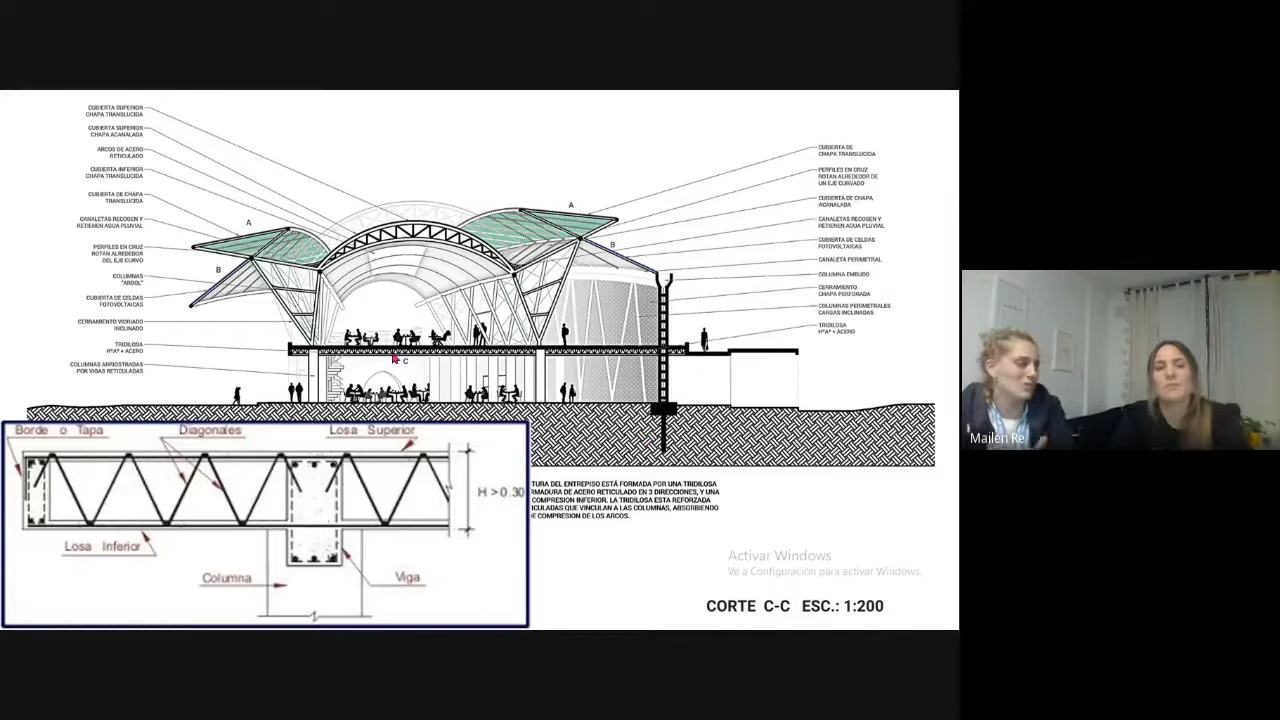 CUBIERTA SUPERIOR
CHAPA TRANSLUCIDA
CUBIERTA SUPERIOR
CHAPA ACANALADA
ARCOS DE ACERO
RETICULADO
CUBIERTA INFERIOR
CHAPA TRANSLUCIDA
CUBIERTA DE CHAPA
TRANSLUCIDA
CANALETAS RECOGEN Y
RETIENEN AGUA PLUVIAL
PERFILES EN CRUZ
ROTAN ALREDEDOR
DEL EJE CURVO
COLUMNAS
"ARBOL"
CUBIERTA DE CELDAS
FOTOVOLTAICAS
CERRAMIENTO VIDRIADO
INCLINADO
TRIDILOSA
H°A° + ACERO
COLUMNAS ARRIOSTRADAS
POR VIGAS RETICULADAS
A
B
A
B
C
CUBIERTA DE
CHAPA TRANSLUCIDA
PERFILES EN CRUZ
ROTAN ALREDEDOR DE
UN EJE CURVADO
CUBIERTA DE CHAPA
ACANALADA
CANALETAS RECOGEN Y
RETIENEN AGUA PLUVIAL
CUBIERTA DE CELDAS
FOTOVOLTAICAS
CANALETA PERIMETRAL
COLUMNA EMBUDO
CERRAMIENTO
CHAPA PERFORADA
COLUMNAS PERIMETRALES
CARGAS INCLINADAS
TRIDILOSA
H°A° + ACERO
Borde o Tapa
Diagonales
Losa Superior
H > 0.30
Losa Inferior
Columna
Viga
TURA DEL ENTREPISO ESTÁ FORMADA POR UNA TRIDILOSA
RMADURA DE ACERO RETICULADO EN 3 DIRECCIONES, Y UNA
COMPRESION INFERIOR. LA TRIDILOSA ESTA REFORZADA
ICULADAS QUE VINCULAN A LAS COLUMNAS, ABSORBIENDO
E COMPRESION DE LOS ARCOS.
Activar Windows
Ve a Configuración para activar Windows.
CORTE C-C ESC.: 1:200
Mailen Re